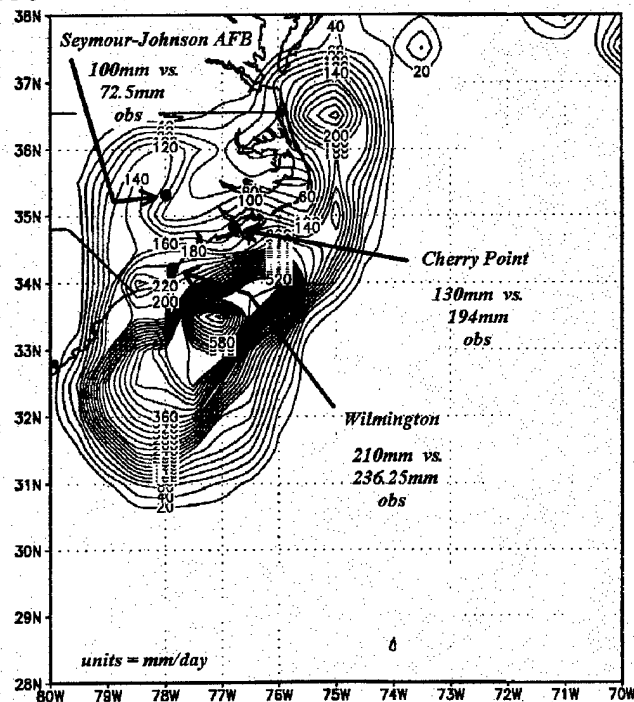 38N
40
Seymour-Johnson AFB
100mm vs.
72.5mm
obs
140
20
37N
200
36N
120
140
80
100
60
35N
140
160
180
Cherry Point
130mm vs.
194mm
obs
34N
220
200
20
580
33N
32N
360
Wilmington
210mm vs.
236.25mm
obs
31N
40
20
30N
29N
units = mm/day
28N
80W
79W
78W
77W
76W
75W
74W
73W
72W
71W
70W